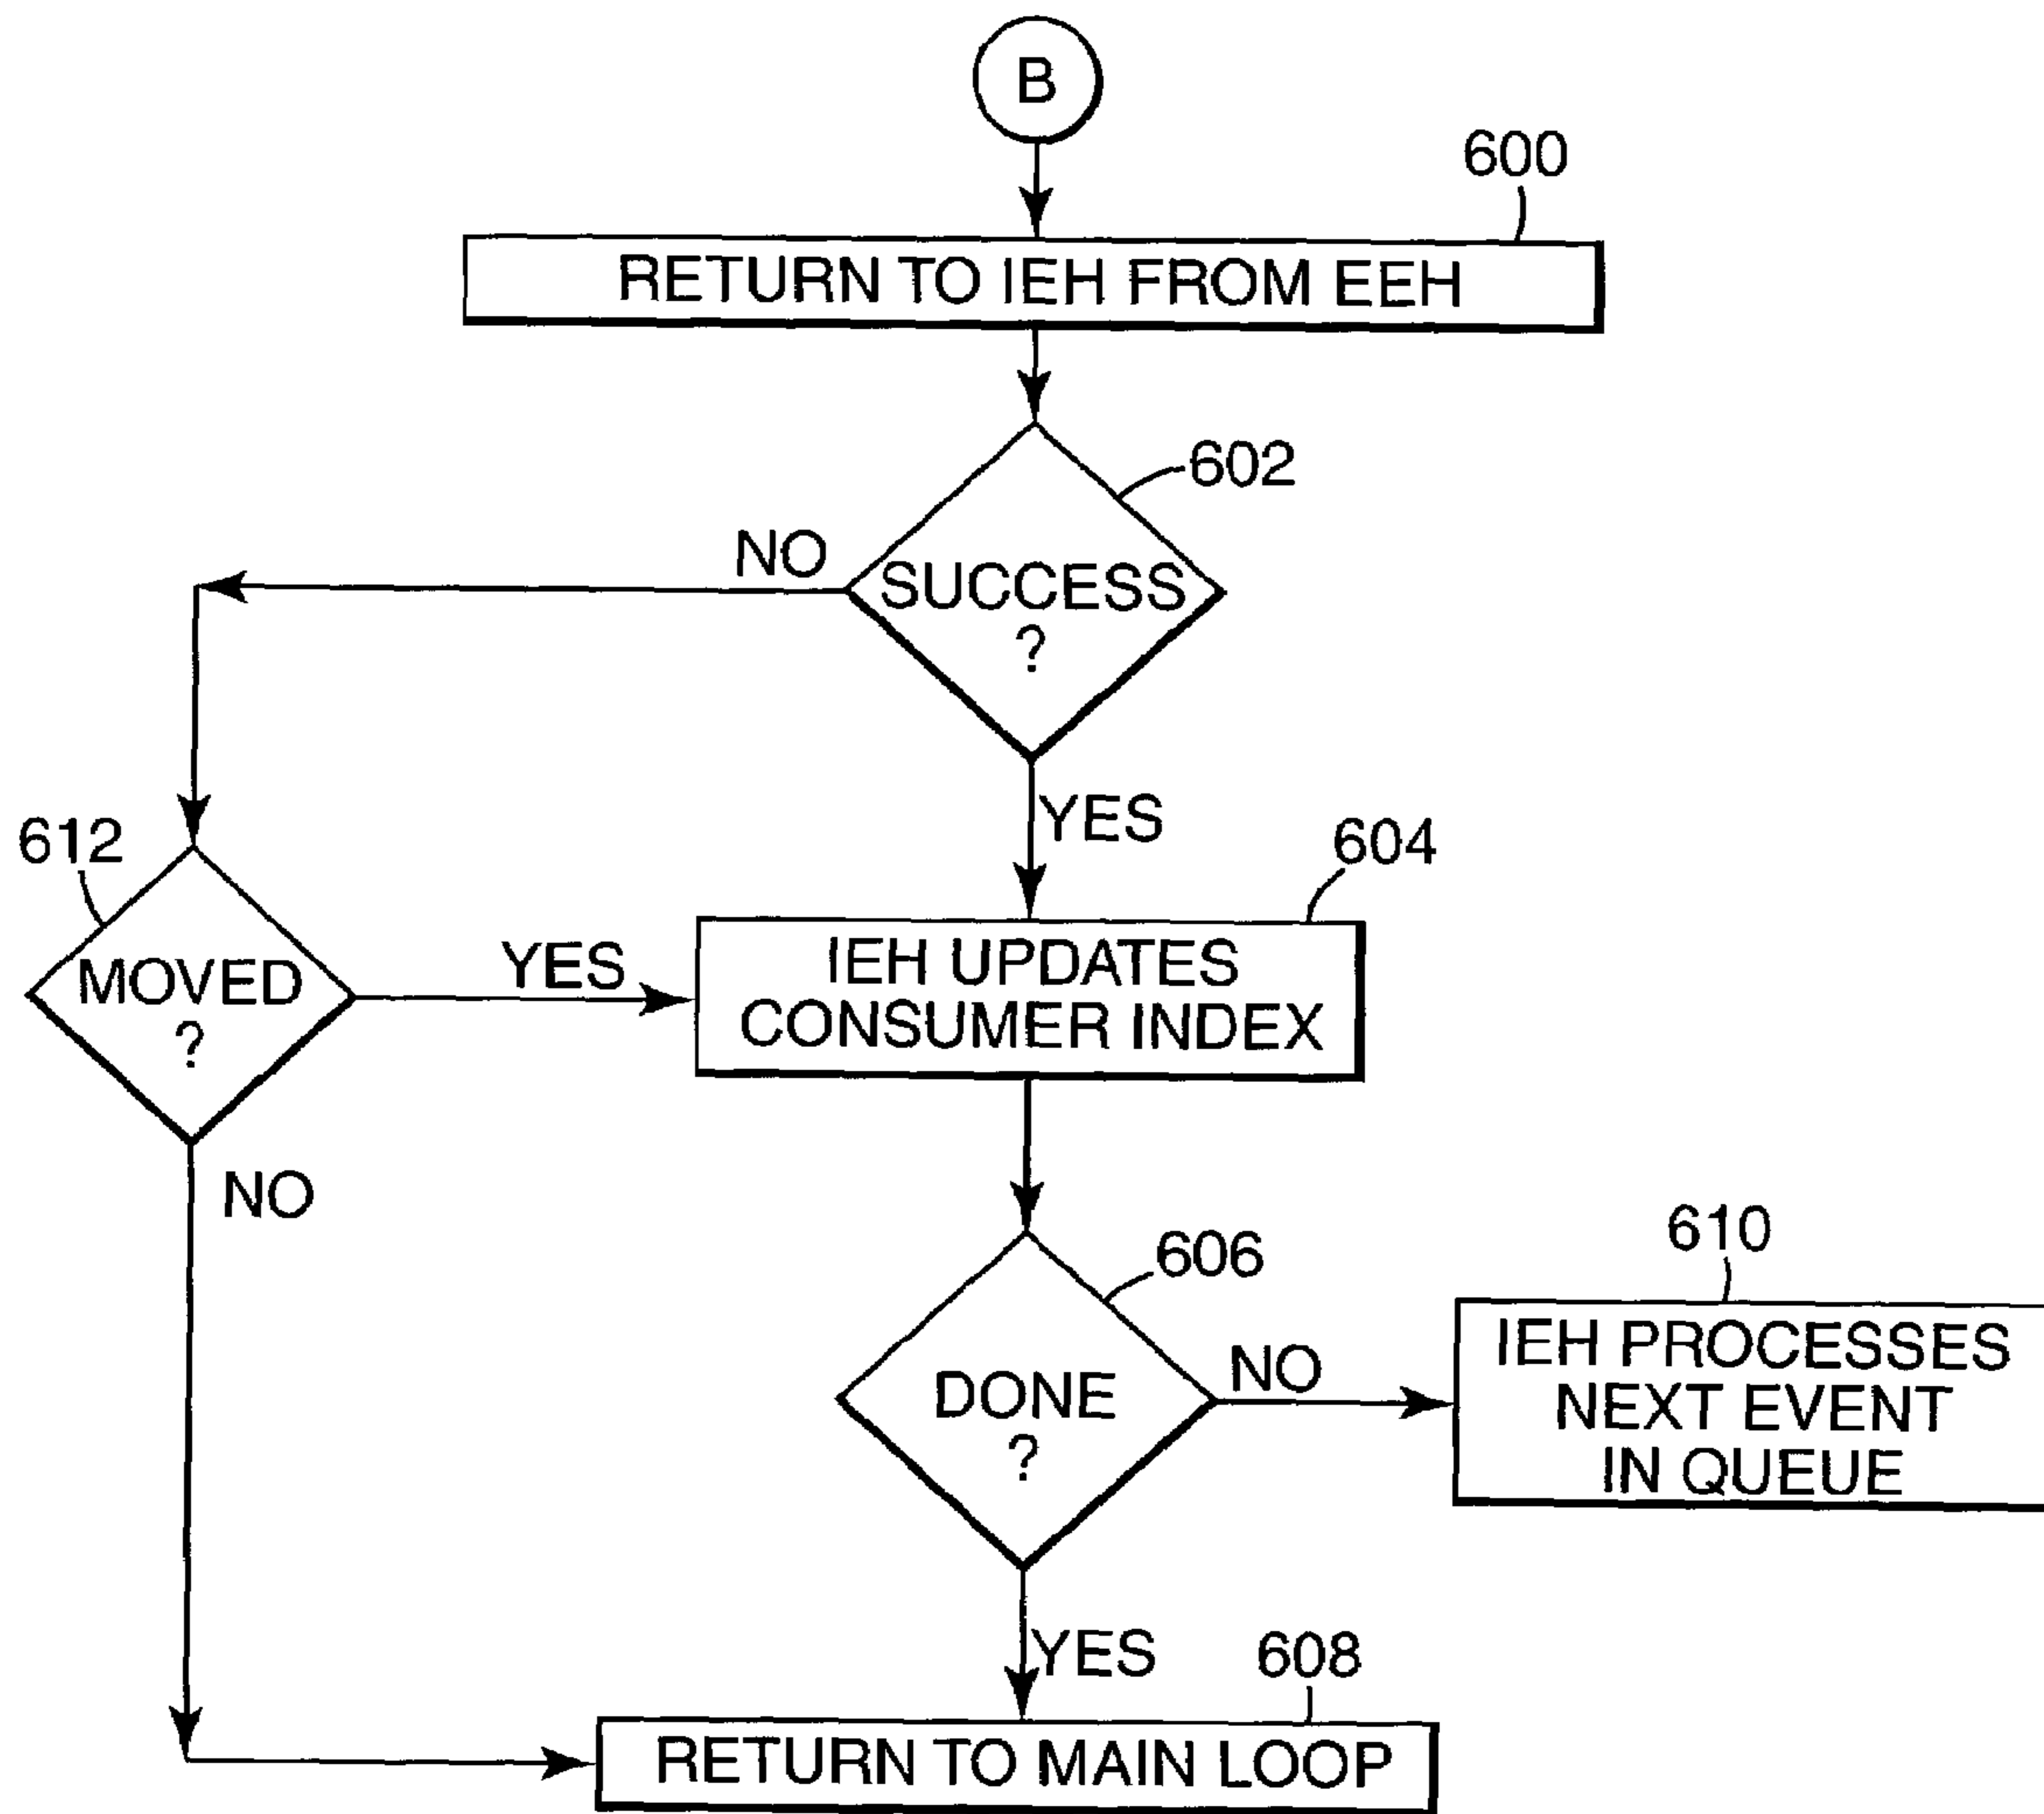 B
600
RETURN TO IEH FROM EEH
602
NO
SUCCESS
?
YES
612
604
MOVED
?
YES
IEH UPDATES
CONSUMER INDEX
NO
606
610
DONE
?
NO
IEH PROCESSES
NEXT EVENT
IN QUEUE
YES
608
RETURN TO MAIN LOOP